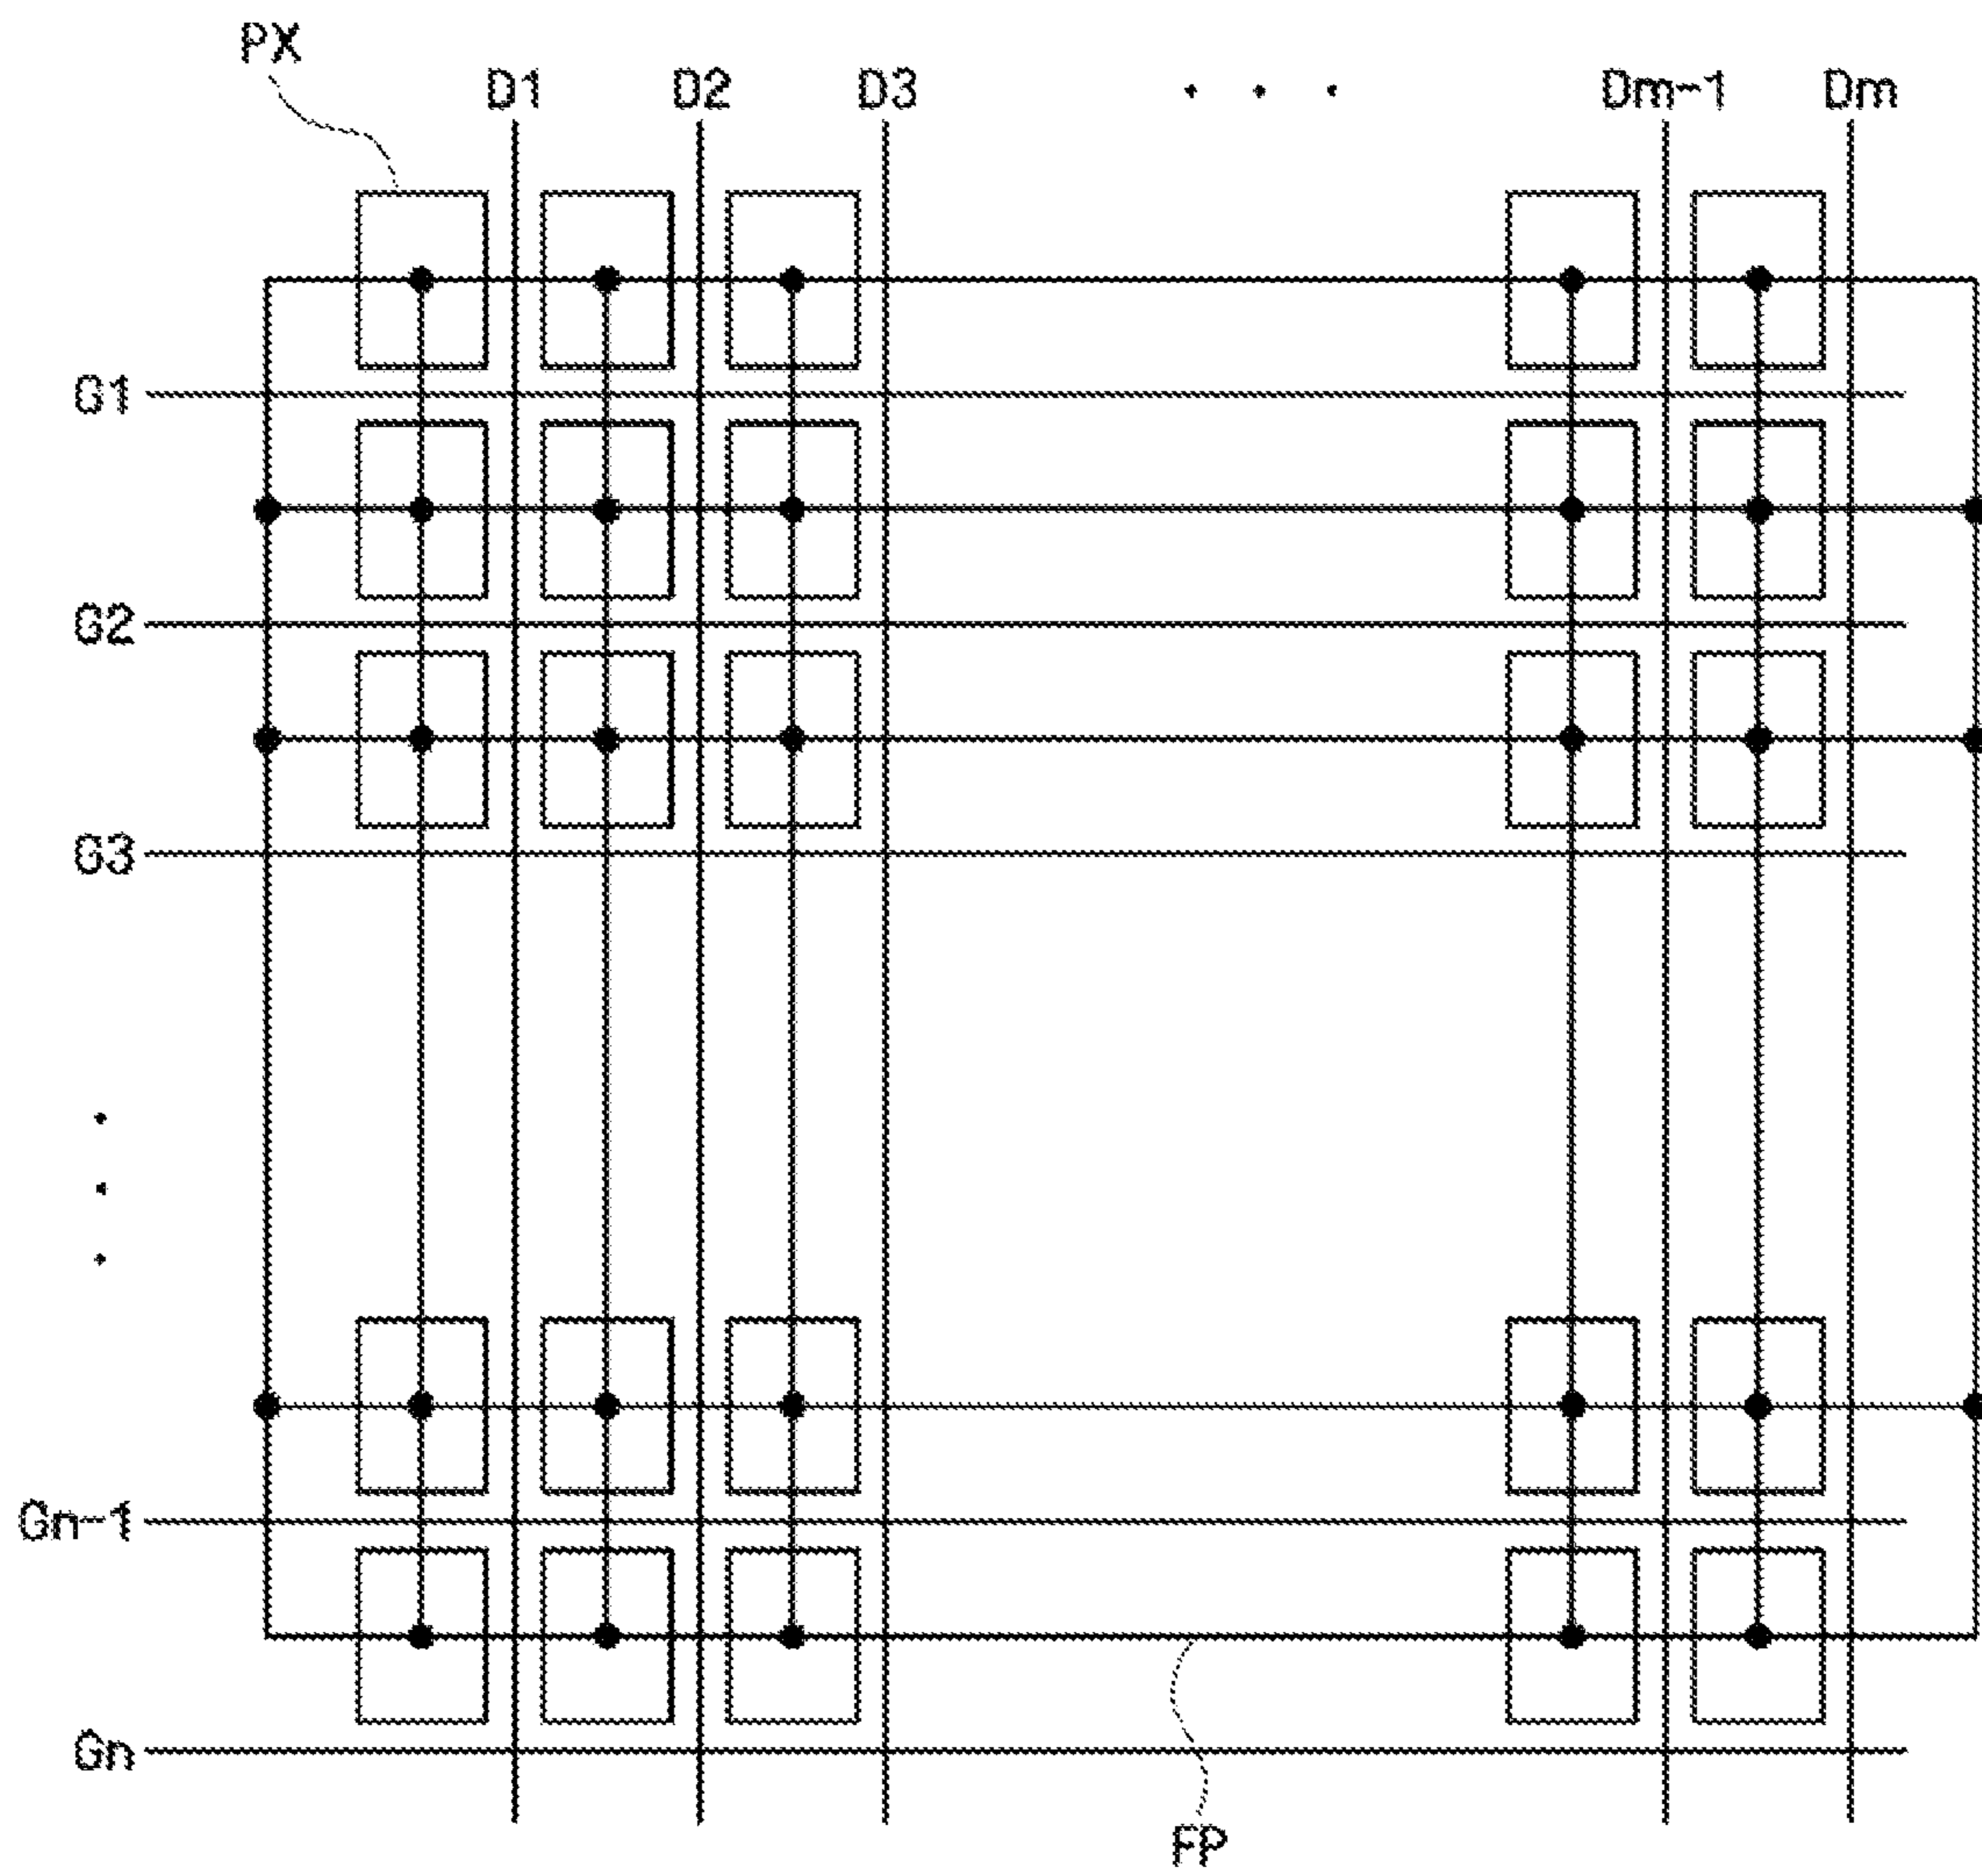 PX
D1 D2 D3 . . . Dm-1 Dm
G1
G2
G3
.
.
.
Gn-1
Gn
FP